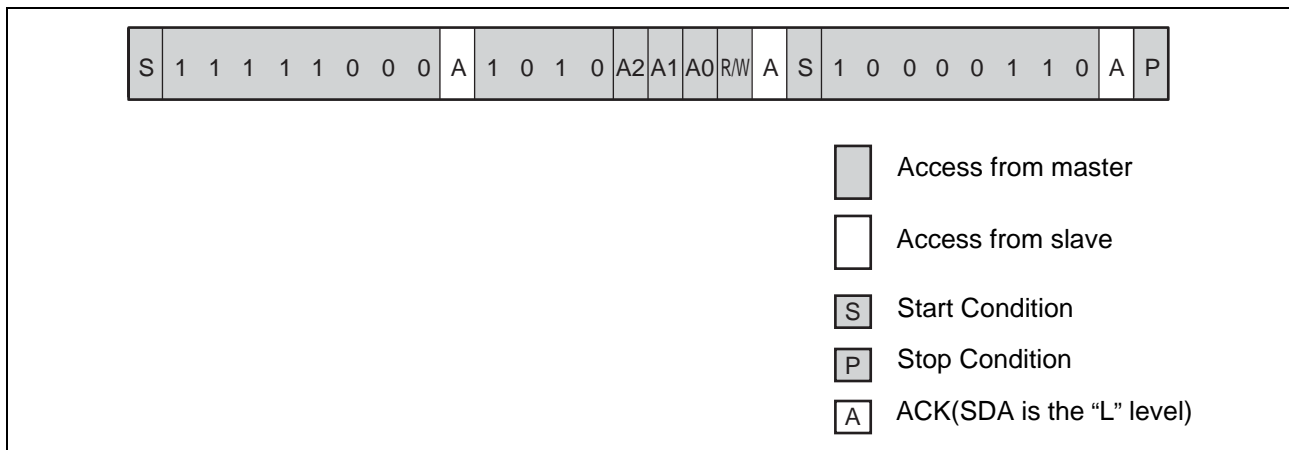 S 1 1 1 1 1 0 0 0 A 1 0 1 0 A2 A1 A0 R/W A S 1 0 0 0 0 1 1 0 A P
Access from master
Access from slave
S Start Condition
P Stop Condition
A ACK(SDA is the “L” level)